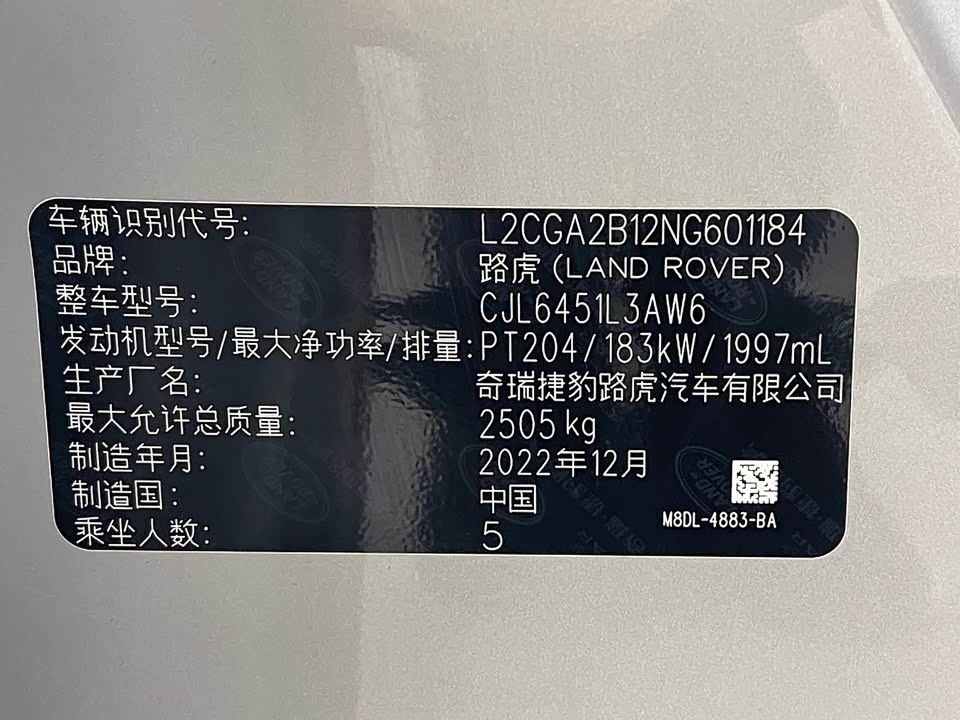 车辆识别代号: L2CGA2B12NG601184
品牌: 路虎 (LAND ROVER)
整车型号: CJL6451L3AW6
发动机型号/最大净功率/排量: PT204/183kW/1997mL
生产厂名: 奇瑞捷豹路虎汽车有限公司
最大允许总质量: 2505kg
制造年月: 2022年12月
制造国: 中国
乘坐人数: 5
M8DL-4883-BA